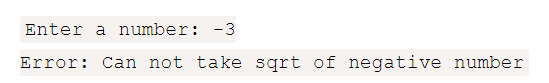 Enter a number: -3
Error: Can not take sqrt of negative number